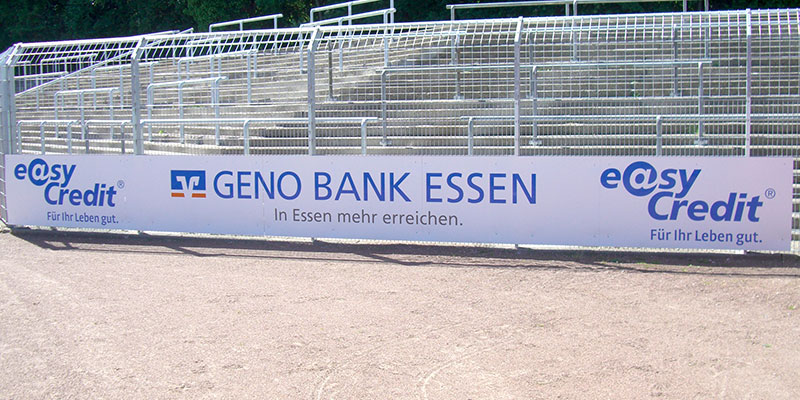 e@sy
Credit®
Für Ihr Leben gut.
GENO BANK ESSEN
In Essen mehr erreichen.
e@sy
Credit®
Für Ihr Leben gut.